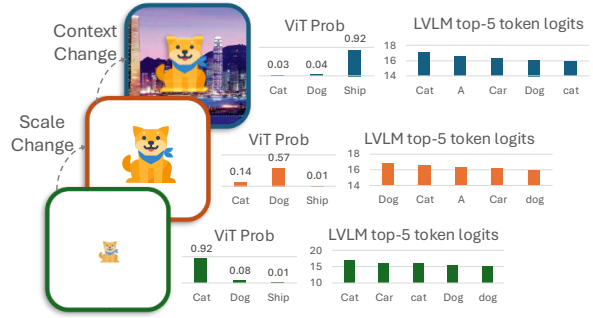 Context
Change
ViT Prob
0.03 0.04 0.92
Cat Dog Ship
LVLM top-5 token logits
18
16
14
Cat A Car Dog cat
Scale
Change
ViT Prob
0.14 0.57 0.01
Cat Dog Ship
LVLM top-5 token logits
18
16
14
Dog Cat A Car dog
ViT Prob
0.92 0.08 0.01
Cat Dog Ship
LVLM top-5 token logits
20
15
10
Cat Car cat Dog dog